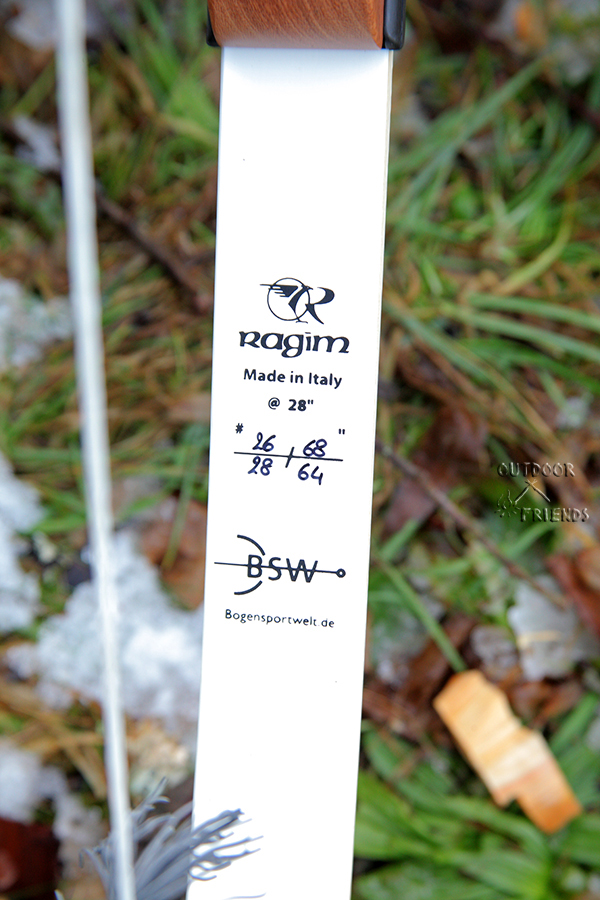 R
Ragim
Made in Italy
@ 28"
# 26 / 68 "
28 / 64
BSW
Bogensportwelt.de
OUTDOOR
FRIENDS